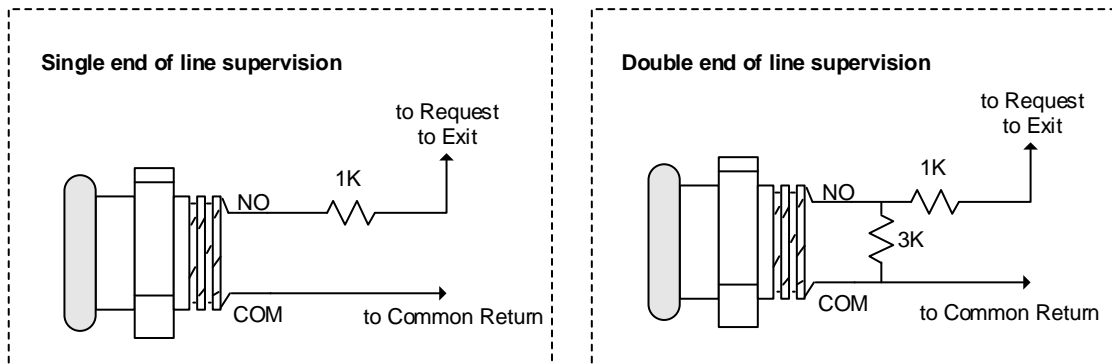 Single end of line supervision
to Request
to Exit
1K
NO
COM
to Common Return
Double end of line supervision
to Request
to Exit
1K
NO
3K
COM
to Common Return